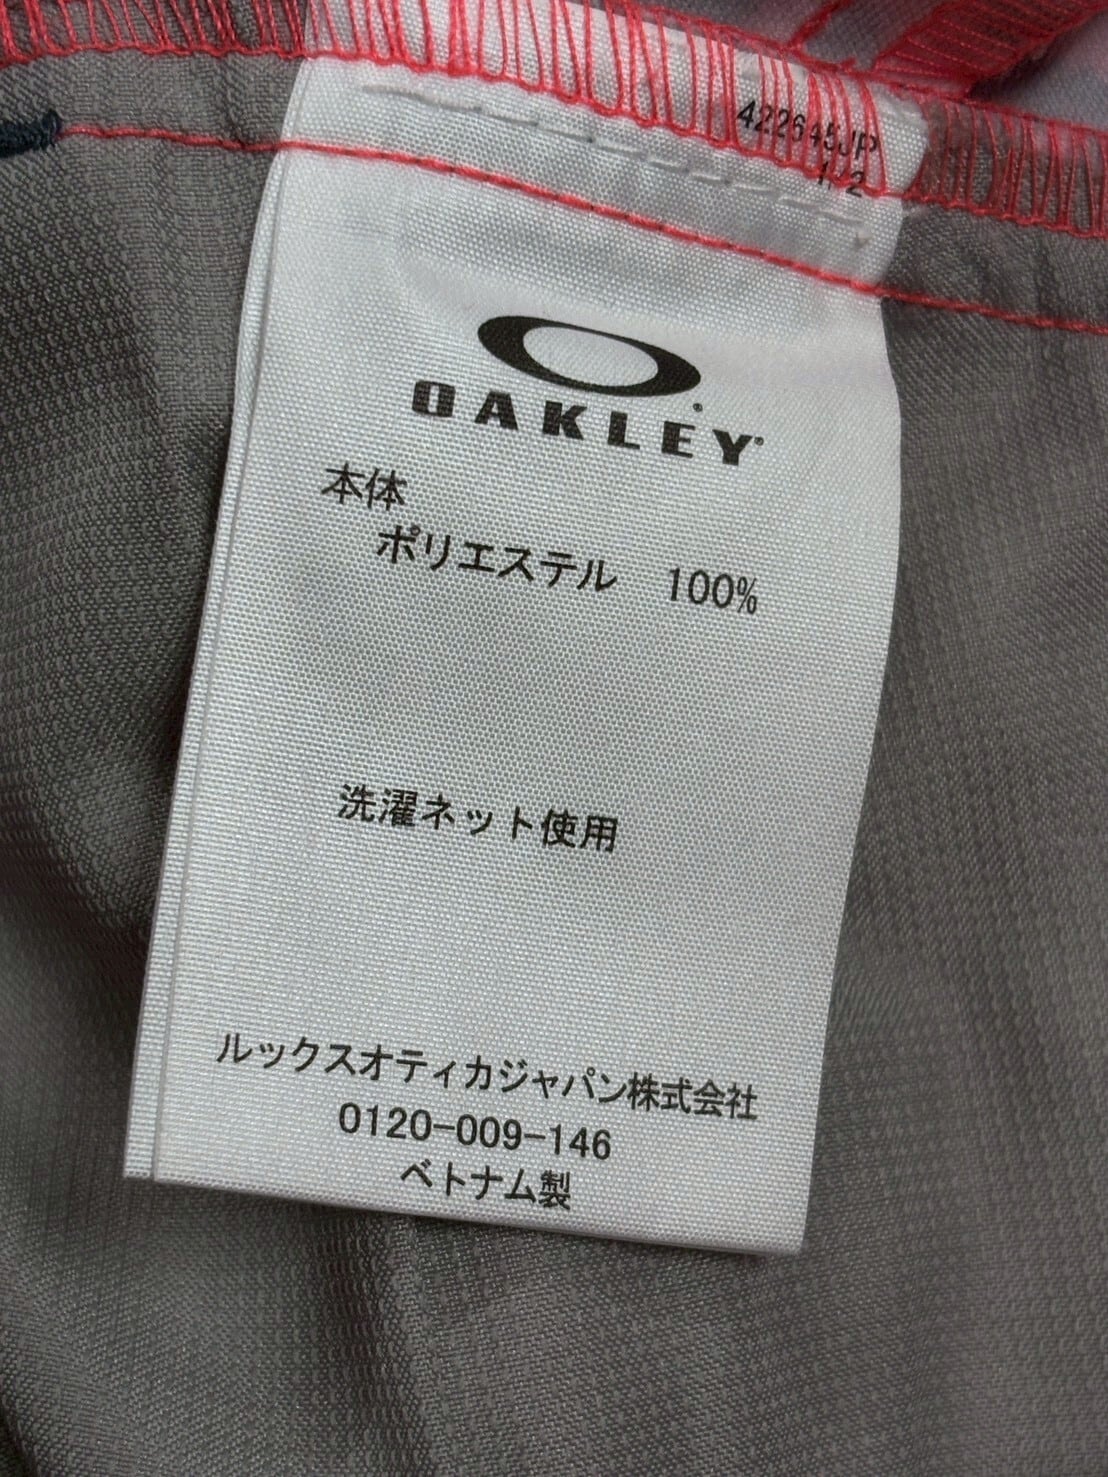 422645JP
1/2
OAKLEY
本体
ポリエステル 100%
洗濯ネット使用
ルックスオティカジャパン株式会社
0120-009-146
ベトナム製